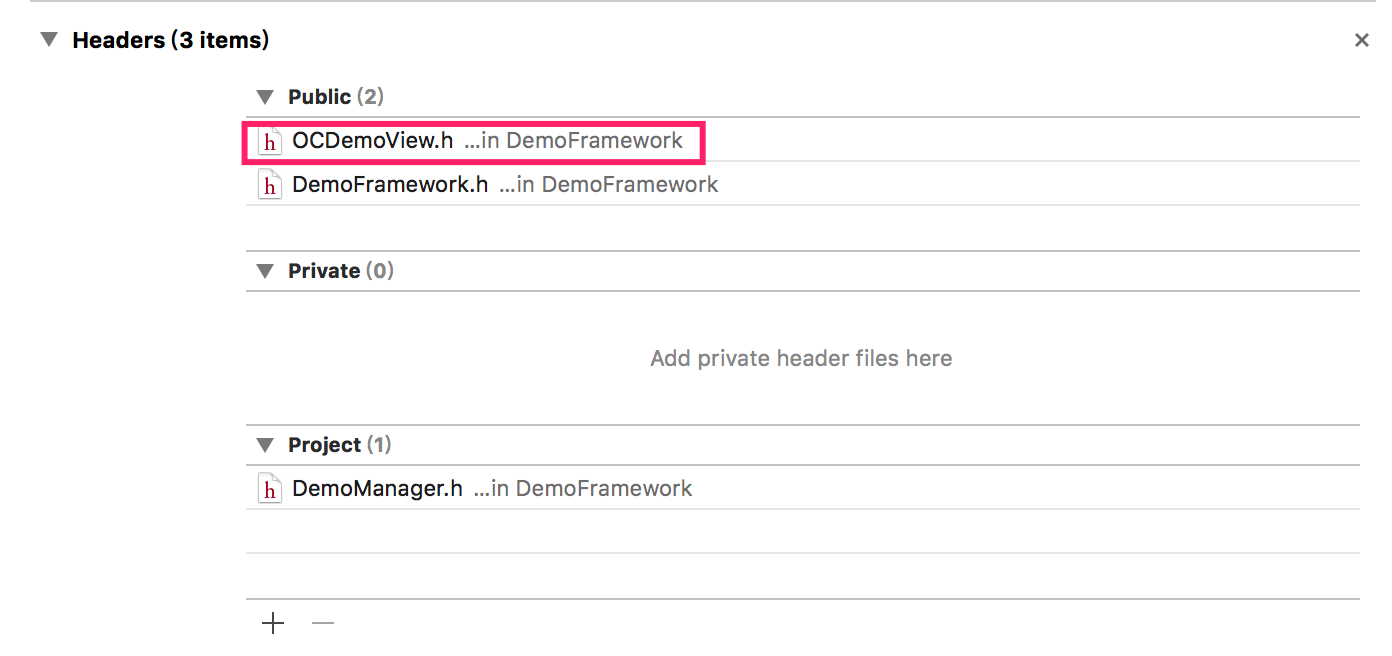 Headers (3 items)
Public (2)
OCDemoView.h ...in DemoFramework
DemoFramework.h ...in DemoFramework
Private (0)
Add private header files here
Project (1)
DemoManager.h ...in DemoFramework